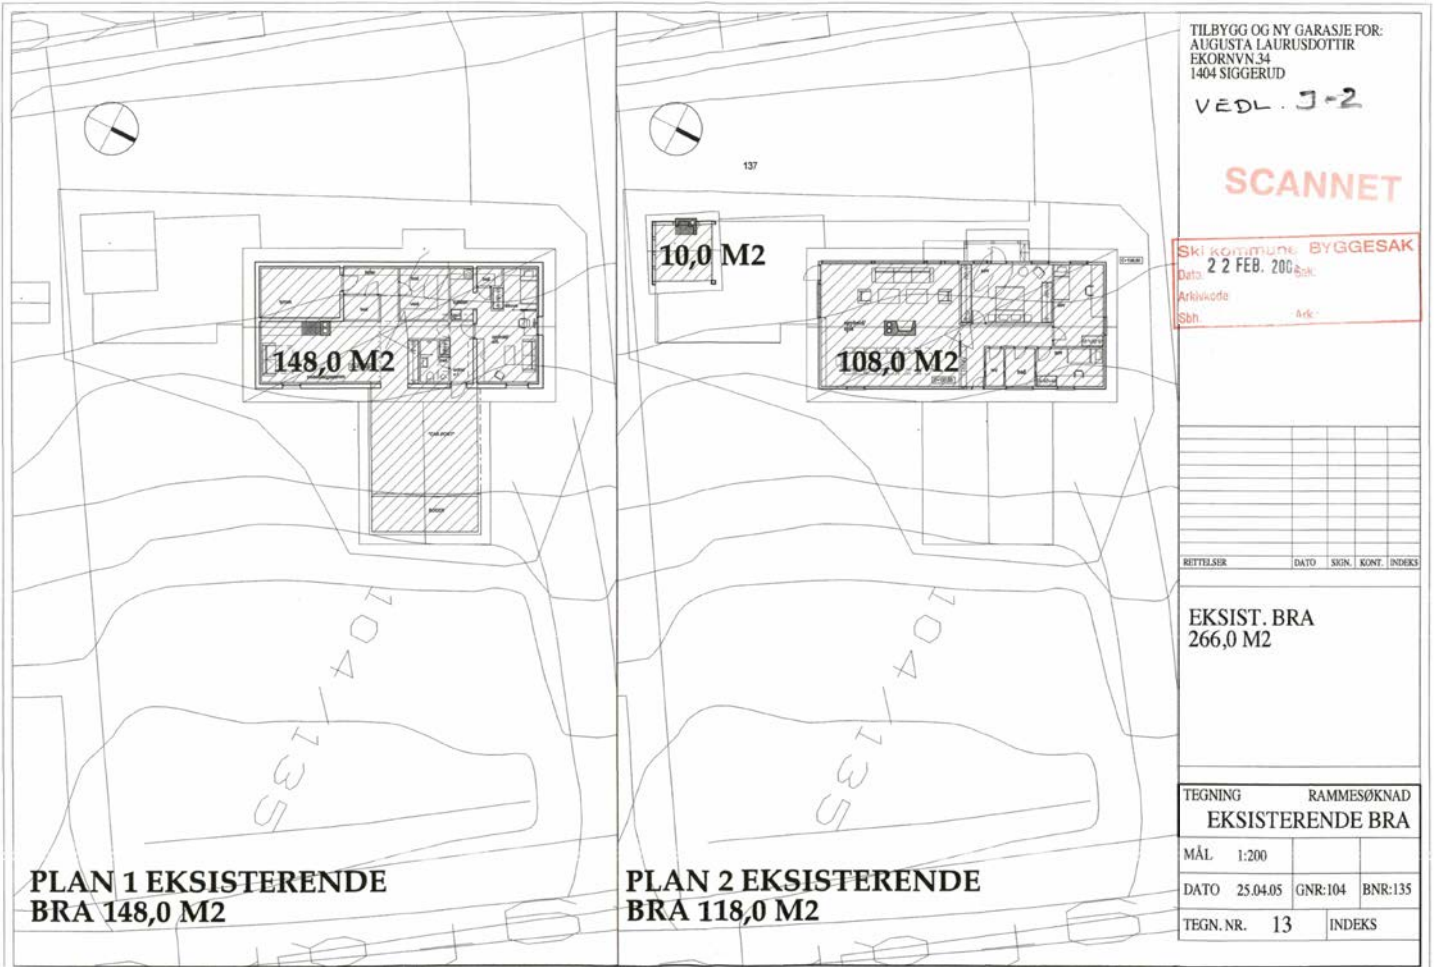 137
10,0 M2
148,0 M2
"CARPORT"
BODER
108,0 M2
bad
104/135
104/135
PLAN 1 EKSISTERENDE
BRA 148,0 M2
PLAN 2 EKSISTERENDE
BRA 118,0 M2
TILBYGG OG NY GARASJE FOR:
AUGUSTA LAURUSDOTTIR
EKORNVN.34
1404 SIGGERUD
VEDL. J-2
SCANNET
Ski kommune BYGGESAK
Dato: 22 FEB. 200 Sak:
Arkivkode
Sbh. Ark.:
RETTELSER DATO SIGN. KONT. INDEKS
EKSIST. BRA
266,0 M2
TEGNING RAMMESØKNAD
EKSISTERENDE BRA
MÅL 1:200
DATO 25.04.05 GNR:104 BNR:135
TEGN. NR. 13 INDEKS